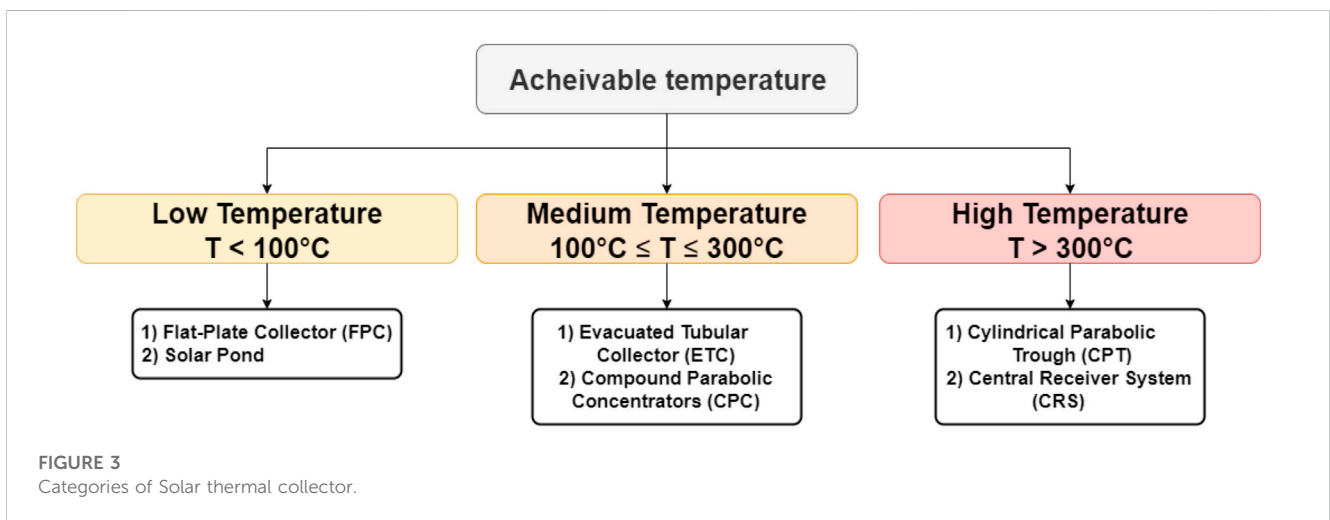 Acheivable temperature
Low Temperature
T < 100°C
Medium Temperature
100°C ≤ T ≤ 300°C
High Temperature
T > 300°C
1) Flat-Plate Collector (FPC)
2) Solar Pond
1) Evacuated Tubular
Collector (ETC)
2) Compound Parabolic
Concentrators (CPC)
1) Cylindrical Parabolic
Trough (CPT)
2) Central Receiver System
(CRS)
FIGURE 3
Categories of Solar thermal collector.